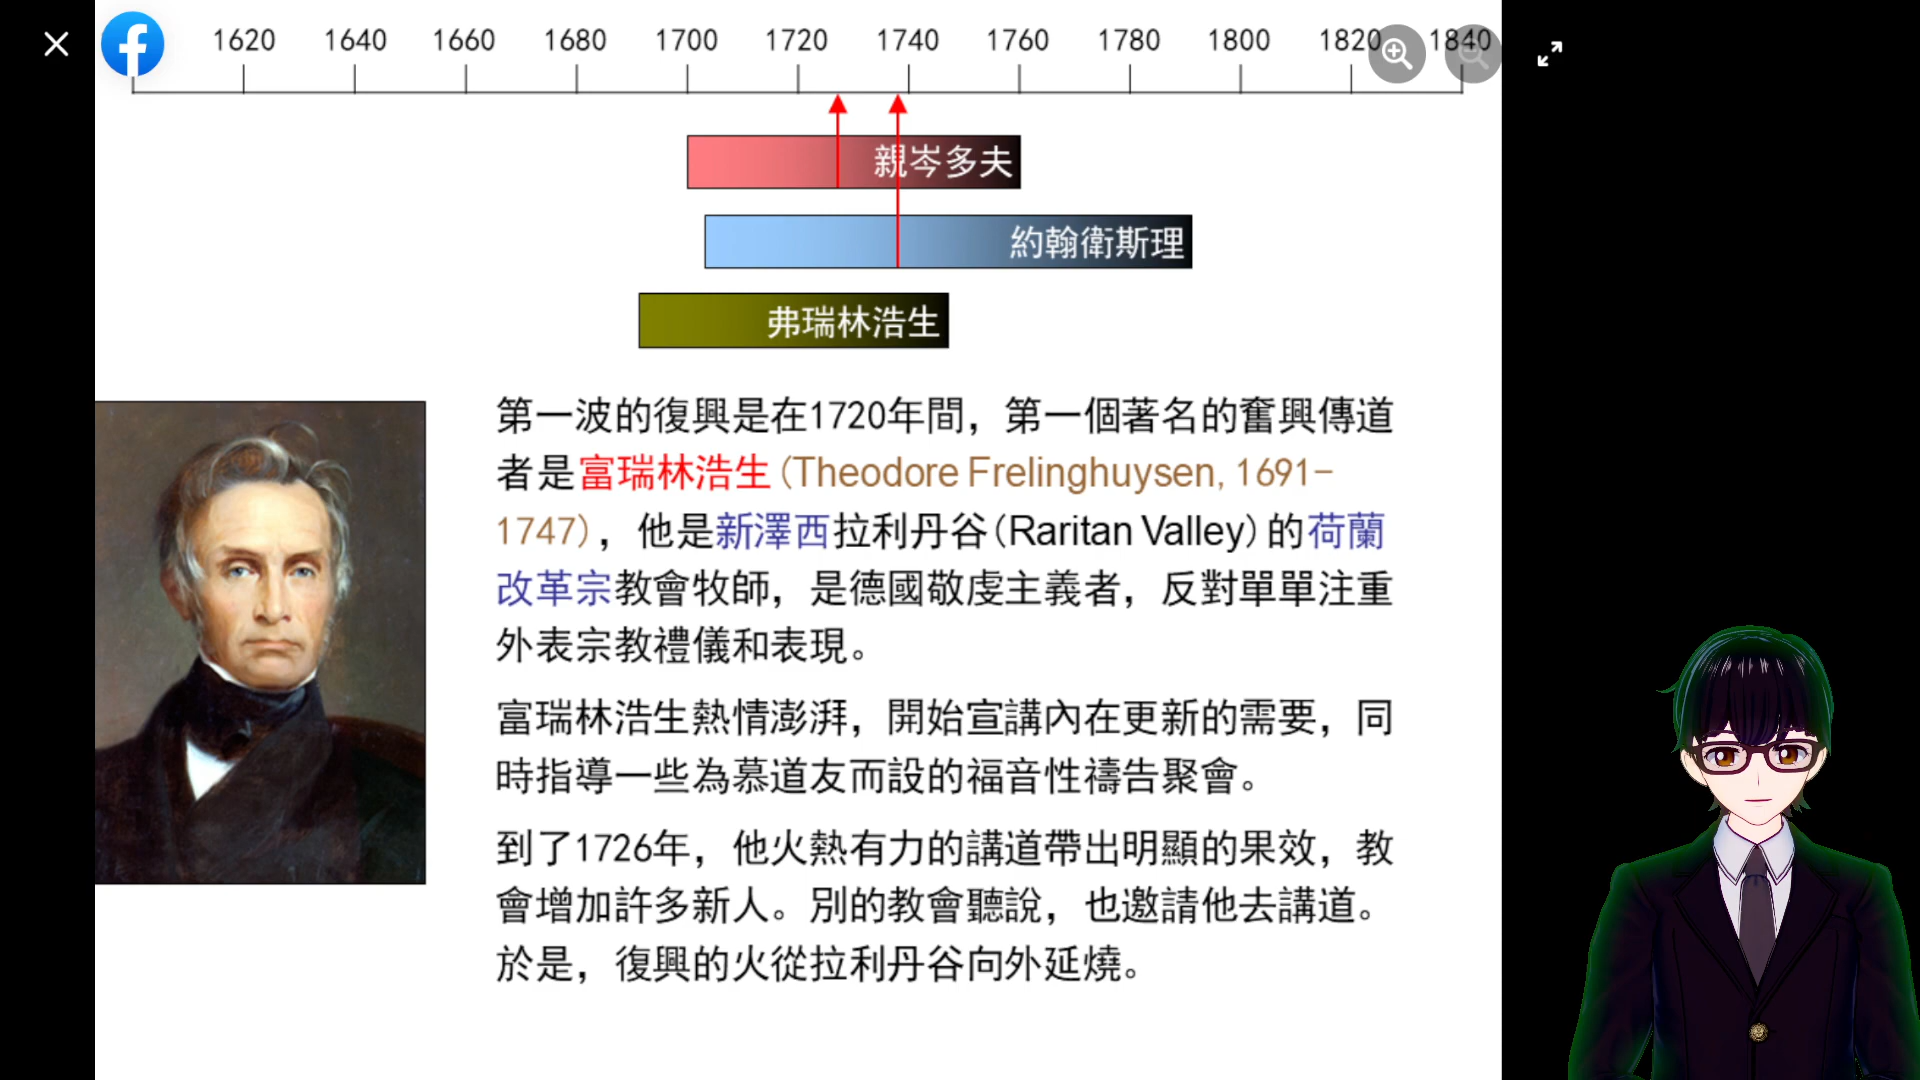 1620 1640 1660 1680 1700 1720 1740 1760 1780 1800 1820 1840
親岑多夫
約翰衛斯理
弗瑞林浩生
第一波的復興是在1720年間，第一個著名的奮興傳道
者是富瑞林浩生(Theodore Frelinghuysen, 1691-
1747)，他是新澤西拉利丹谷(Raritan Valley)的荷蘭
改革宗教會牧師，是德國敬虔主義者，反對單單注重
外表宗教禮儀和表現。
富瑞林浩生熱情澎湃，開始宣講內在更新的需要，同
時指導一些為慕道友而設的福音性禱告聚會。
到了1726年，他火熱有力的講道帶出明顯的果效，教
會增加許多新人。別的教會聽說，也邀請他去講道。
於是，復興的火從拉利丹谷向外延燒。